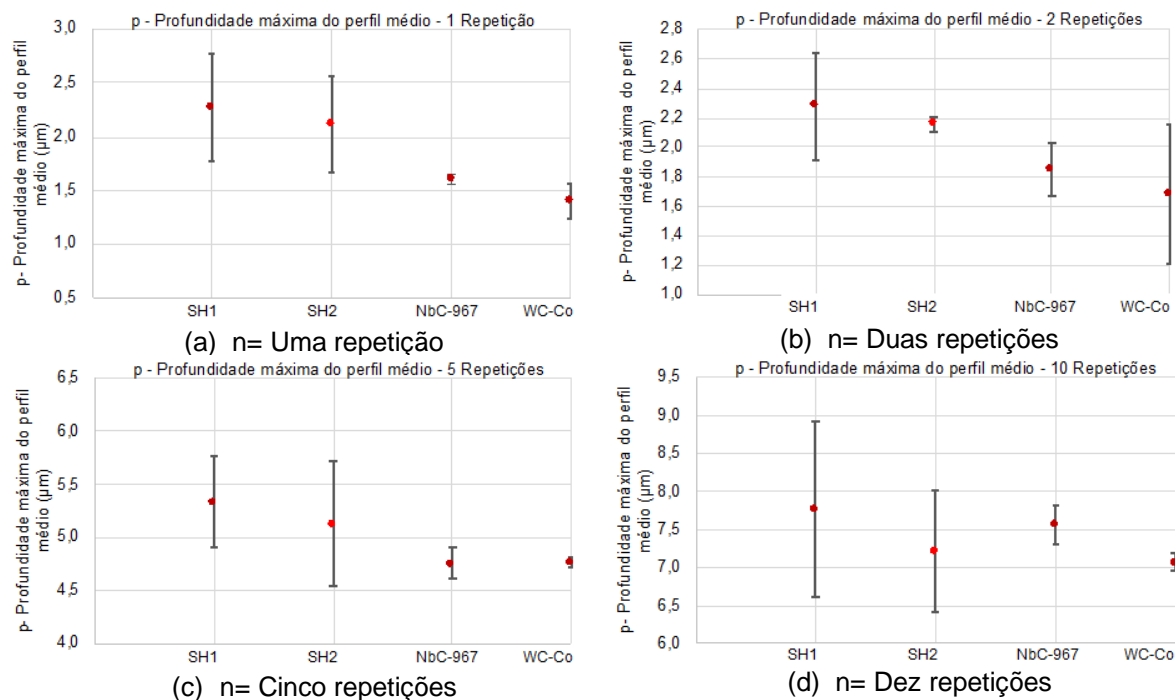 p - Profundidade máxima do perfil médio - 1 Repetição
p- Profundidade máxima do perfil
médio (µm)
3,0
2,5
2,0
1,5
1,0
0,5
SH1 SH2 NbC-967 WC-Co
(a) n= Uma repetição
p - Profundidade máxima do perfil médio - 2 Repetições
p- Profundidade máxima do perfil
médio (µm)
2,8
2,6
2,4
2,2
2,0
1,8
1,6
1,4
1,2
1,0
SH1 SH2 NbC-967 WC-Co
(b) n= Duas repetições
p - Profundidade máxima do perfil médio - 5 Repetições
p- Profundidade máxima do perfil
médio (µm)
6,5
6,0
5,5
5,0
4,5
4,0
SH1 SH2 NbC-967 WC-Co
(c) n= Cinco repetições
p - Profundidade máxima do perfil médio - 10 Repetições
p- Profundidade máxima do perfil
médio (µm)
9,5
9,0
8,5
8,0
7,5
7,0
6,5
6,0
SH1 SH2 NbC-967 WC-Co
(d) n= Dez repetições